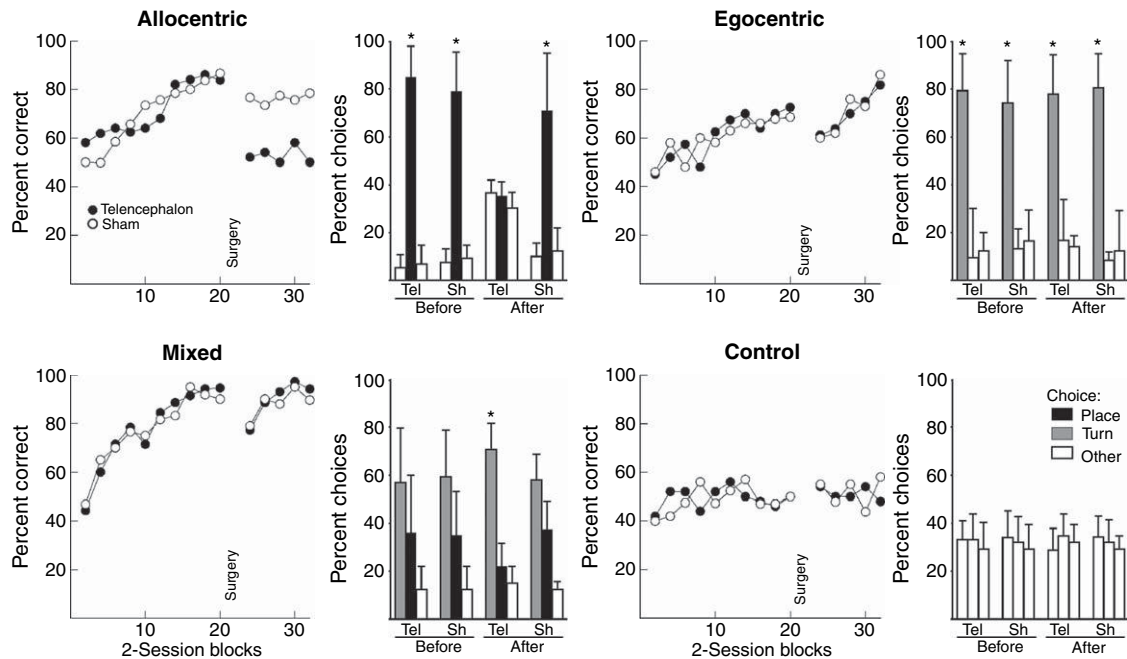 Allocentric
Percent correct
100
80
60
40
20
Telencephalon
Sham
Surgery
10
20
30
Percent choices
100
80
60
40
20
*
*
*
Tel
Sh
Tel
Sh
Before
After
Egocentric
Percent correct
100
80
60
40
20
Surgery
10
20
30
Percent choices
100
80
60
40
20
*
*
*
*
Tel
Sh
Tel
Sh
Before
After
Mixed
Percent correct
100
80
60
40
20
Surgery
10
20
30
2-Session blocks
Percent choices
100
80
60
40
20
*
Tel
Sh
Tel
Sh
Before
After
Control
Percent correct
100
80
60
40
20
Surgery
10
20
30
2-Session blocks
Percent choices
100
80
60
40
20
Choice:
Place
Turn
Other
Tel
Sh
Tel
Sh
Before
After